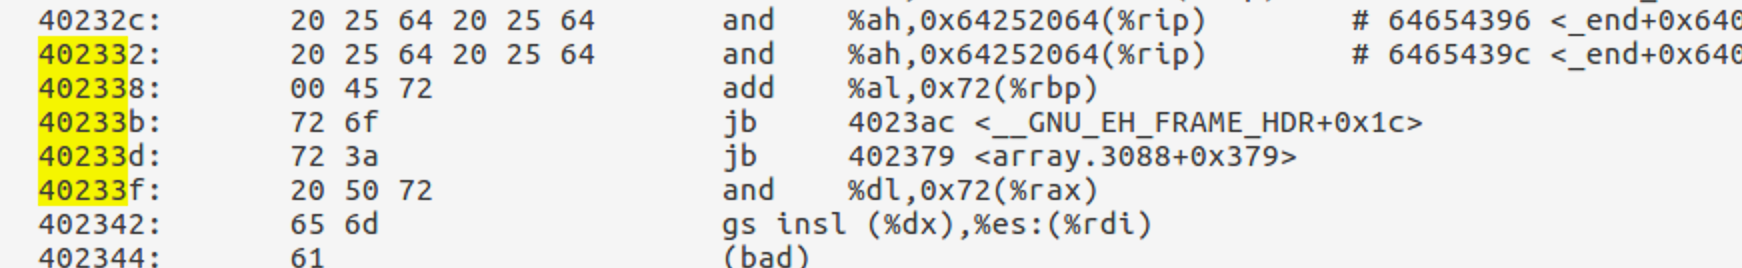 40232c: 20 25 64 20 25 64 and %ah,0x64252064(%rip) # 64654396 <_end+0x640
402332: 20 25 64 20 25 64 and %ah,0x64252064(%rip) # 6465439c <_end+0x640
402338: 00 45 72 add %al,0x72(%rbp)
40233b: 72 6f jb 4023ac <__GNU_EH_FRAME_HDR+0x1c>
40233d: 72 3a jb 402379 <array.3088+0x379>
40233f: 20 50 72 and %dl,0x72(%rax)
402342: 65 6d gs insl (%dx),%es:(%rdi)
402344: 61 (bad)